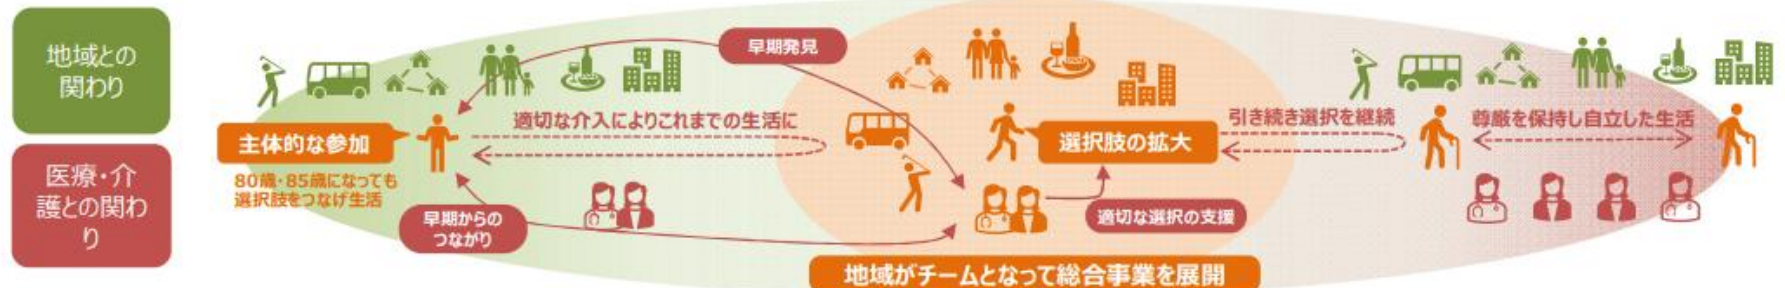 地域との
関わり
医療・介
護との関わ
り
早期発見
主体的な参加
80歳・85歳になっても
選択肢をつなげ生活
適切な介入によりこれまでの生活に
早期からの
つながり
選択肢の拡大
適切な選択の支援
引き続き選択を継続
尊厳を保持し自立した生活
地域がチームとなって総合事業を展開